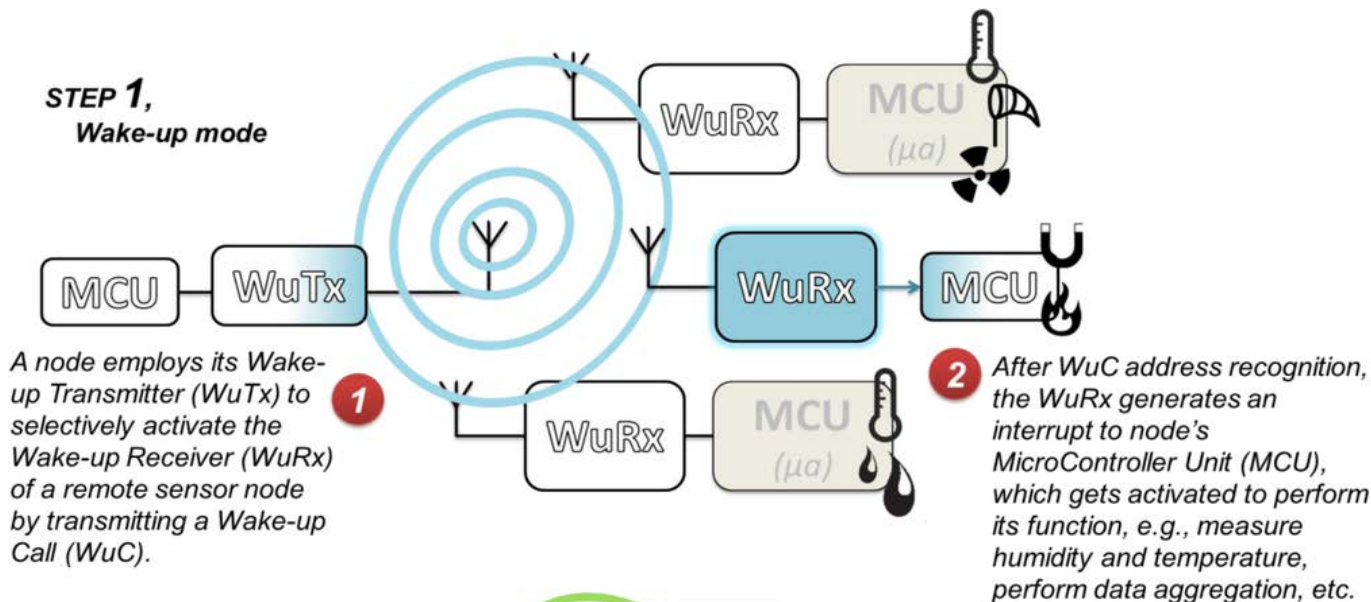 STEP 1,
Wake-up mode
WuRx
MCU
(μa)
MCU
WuTx
WuRx
MCU
A node employs its Wake-
up Transmitter (WuTx) to
selectively activate the
Wake-up Receiver (WuRx)
of a remote sensor node
by transmitting a Wake-up
Call (WuC).
1
WuRx
MCU
(μa)
2
After WuC address recognition,
the WuRx generates an
interrupt to node's
MicroController Unit (MCU),
which gets activated to perform
its function, e.g., measure
humidity and temperature,
perform data aggregation, etc.